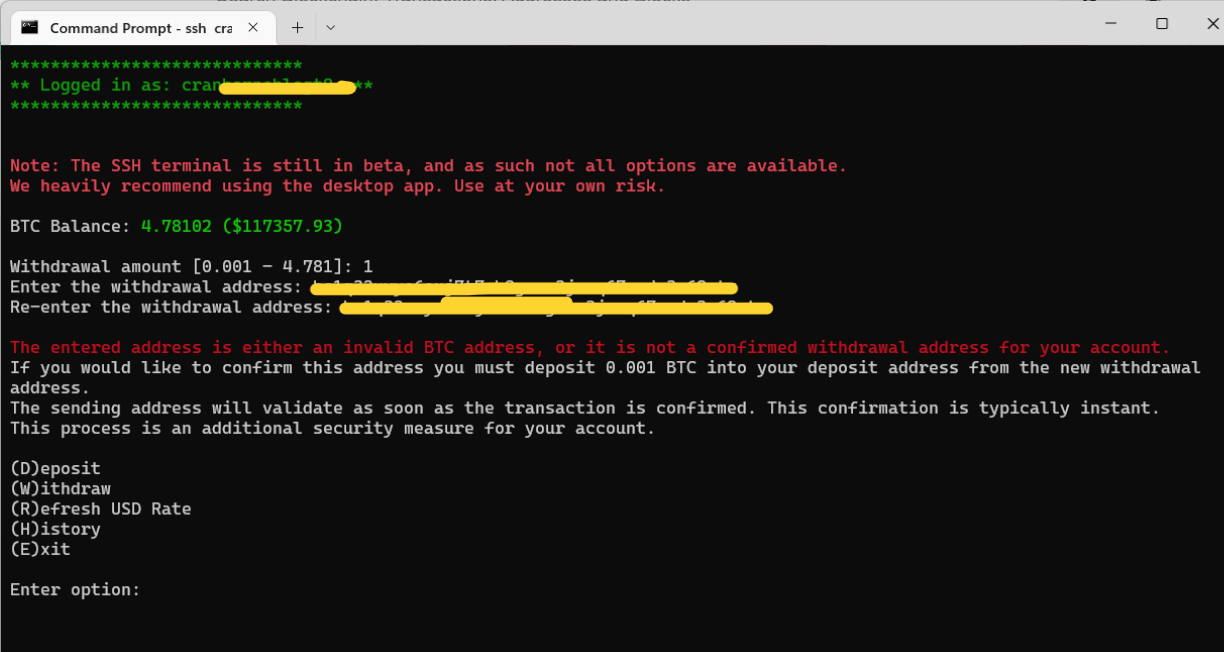 Command Prompt - ssh cra
*****************************
** Logged in as: cran **
*****************************
Note: The SSH terminal is still in beta, and as such not all options are available.
We heavily recommend using the desktop app. Use at your own risk.
BTC Balance: 4.78102 ($117357.93)
Withdrawal amount [0.001 - 4.781]: 1
Enter the withdrawal address:
Re-enter the withdrawal address:
The entered address is either an invalid BTC address, or it is not a confirmed withdrawal address for your account.
If you would like to confirm this address you must deposit 0.001 BTC into your deposit address from the new withdrawal
address.
The sending address will validate as soon as the transaction is confirmed. This confirmation is typically instant.
This process is an additional security measure for your account.
(D)eposit
(W)ithdraw
(R)efresh USD Rate
(H)istory
(E)xit
Enter option: